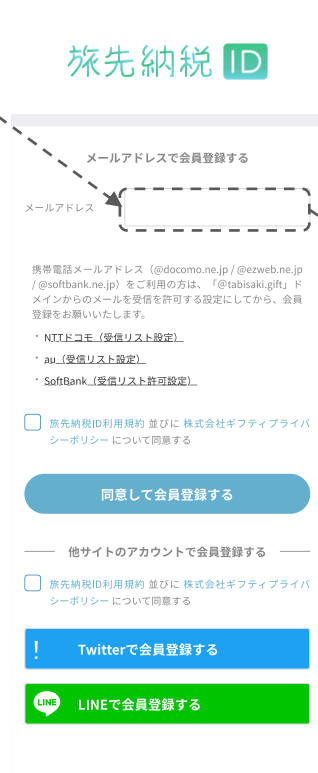 旅先納税 ID
メールアドレスで会員登録する
メールアドレス
携帯電話メールアドレス（@docomo.ne.jp / @ezweb.ne.jp
/ @softbank.ne.jp）をご利用の方は、「@tabisaki.gift」ド
メインからのメールを受信を許可する設定にしてから、会員
登録をお願いいたします。
・NTTドコモ（受信リスト設定）
・au（受信リスト設定）
・SoftBank（受信リスト許可設定）
旅先納税ID利用規約 並びに 株式会社ギフティプライバ
シーポリシー について同意する
同意して会員登録する
他サイトのアカウントで会員登録する
旅先納税ID利用規約 並びに 株式会社ギフティプライバ
シーポリシー について同意する
! Twitterで会員登録する
LINE LINEで会員登録する